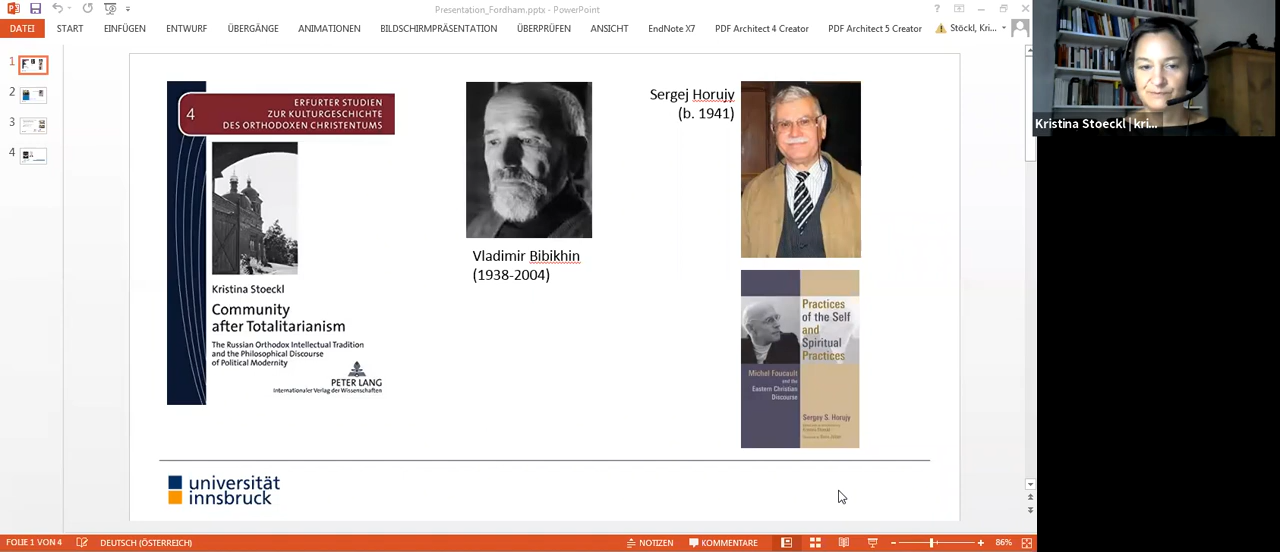 Presentation_Fordham.pptx - PowerPoint
DATEI
START
EINFÜGEN
ENTWURF
ÜBERGÄNGE
ANIMATIONEN
BILDSCHIRMPRÄSENTATION
ÜBERPRÜFEN
ANSICHT
EndNote X7
PDF Architect 4 Creator
PDF Architect 5 Creator
Stöckl, Kri...
1
2
3
4
4
ERFURTER STUDIEN
ZUR KULTURGESCHICHTE
DES ORTHODOXEN CHRISTENTUMS
Kristina Stoeckl
Community
after Totalitarianism
The Russian Orthodox Intellectual Tradition
and the Philosophical Discourse
of Political Modernity
PETER LANG
Internationaler Verlag der Wissenschaften
Vladimir Bibikhin
(1938-2004)
Sergej Horujy
(b. 1941)
Practices
of the Self
and
Spiritual
Practices
Michel Foucault
and the
Eastern Christian
Discourse
Sergey S. Horujy
universität
innsbruck
Kristina Stoeckl | kri...
FOLIE 1 VON 4
DEUTSCH (ÖSTERREICH)
NOTIZEN
KOMMENTARE
86%